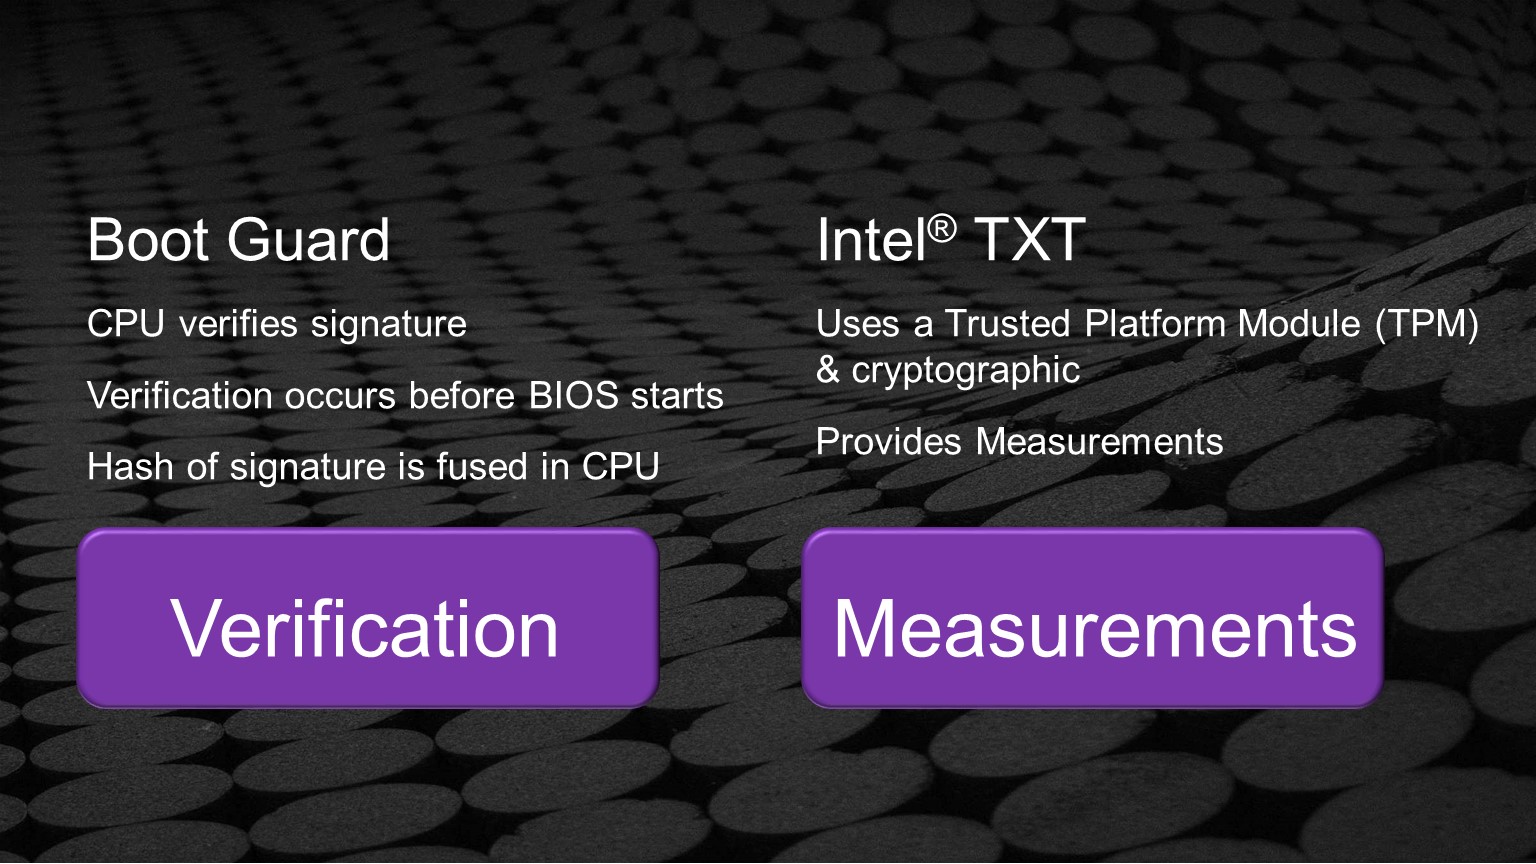 Boot Guard
CPU verifies signature
Verification occurs before BIOS starts
Hash of signature is fused in CPU
Verification
Intel® TXT
Uses a Trusted Platform Module (TPM)
& cryptographic
Provides Measurements
Measurements